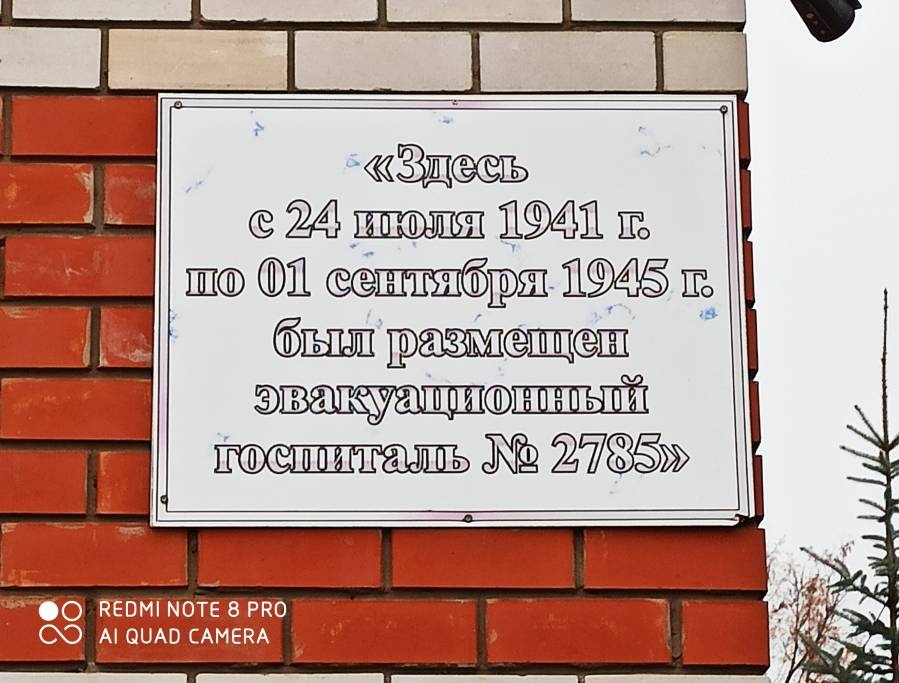 «Здесь
с 24 июля 1941 г.
по 01 сентября 1945 г.
был размещен
эвакуационный
госпиталь № 2785»
REDMI NOTE 8 PRO
AI QUAD CAMERA